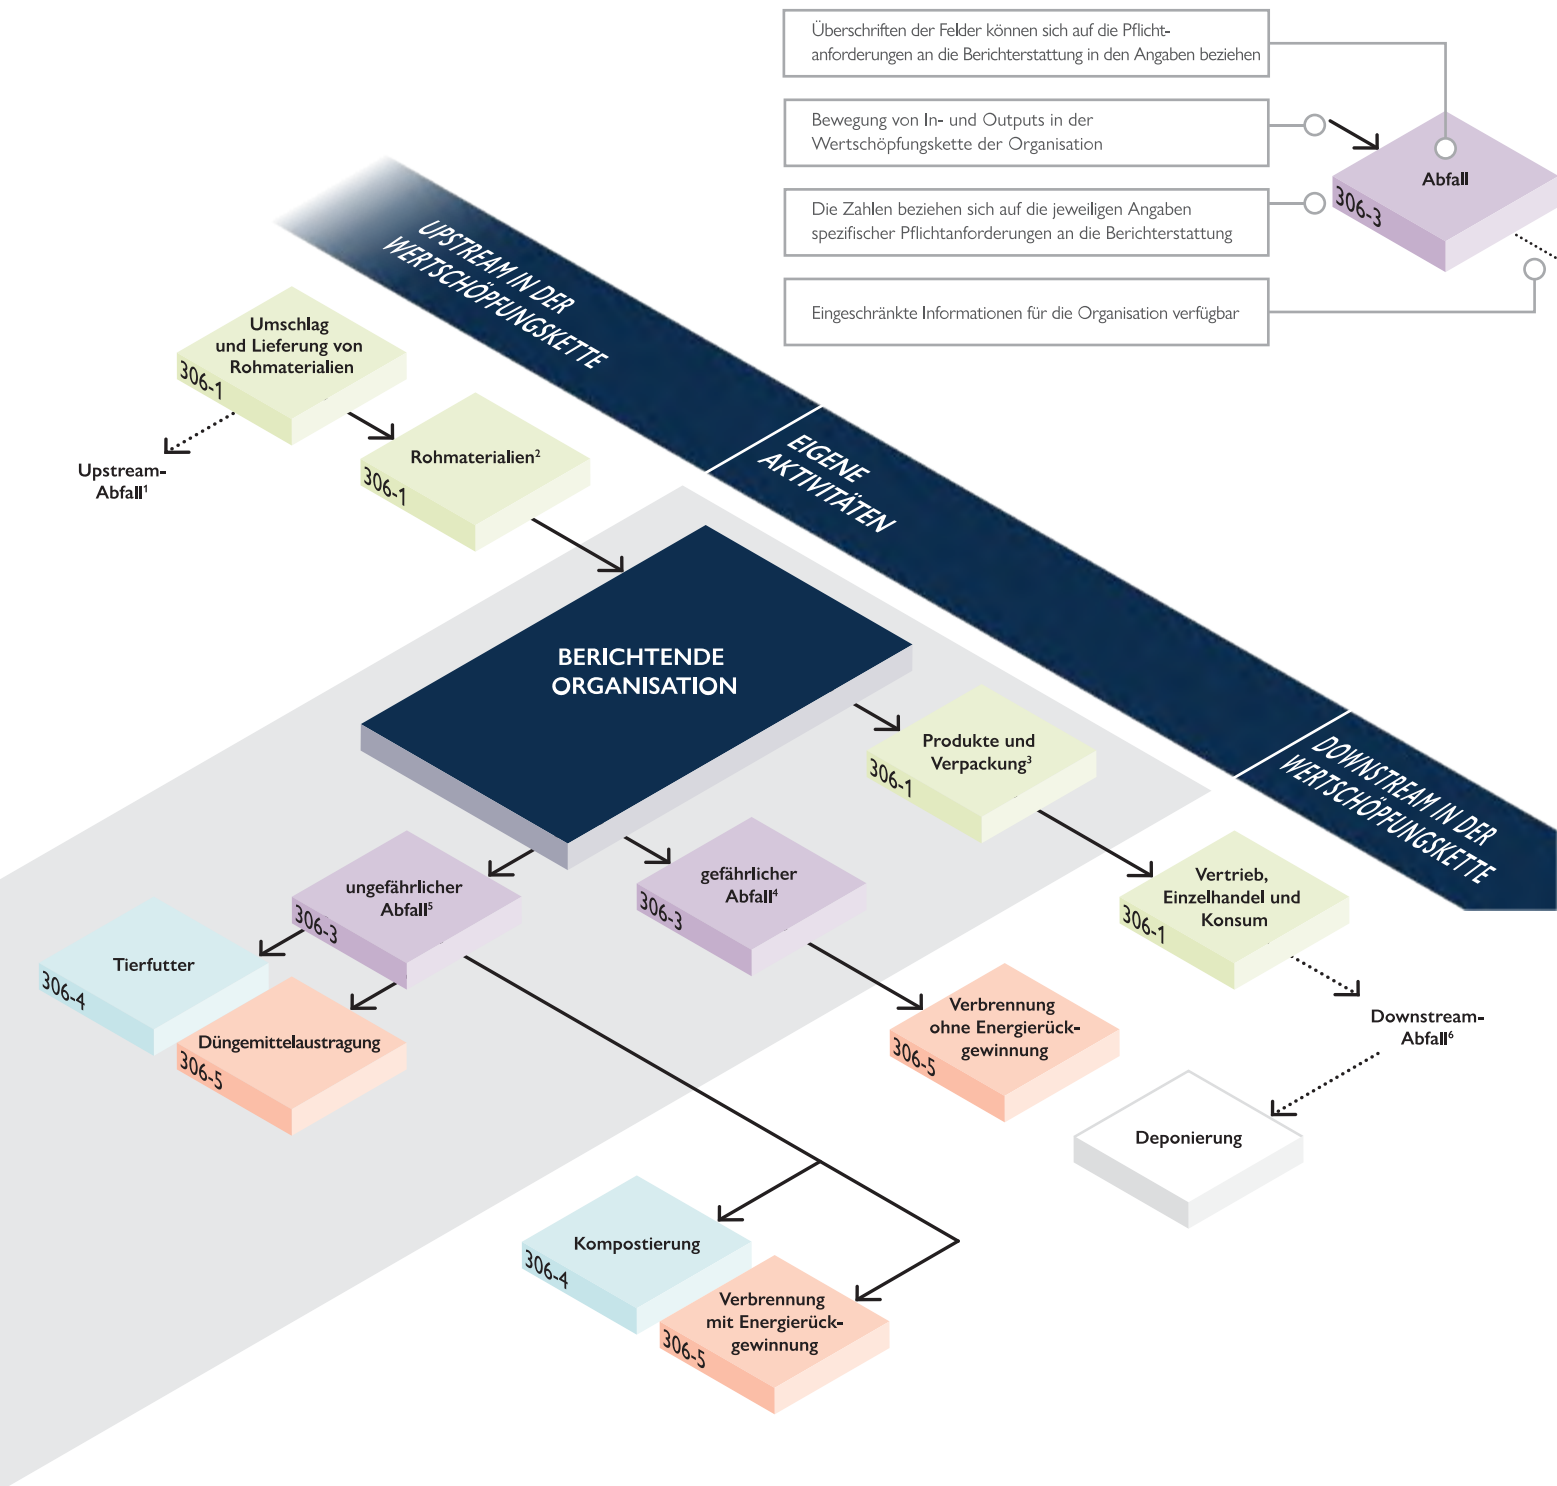 Überschriften der Felder können sich auf die Pflicht-
anforderungen an die Berichterstattung in den Angaben beziehen
Bewegung von In- und Outputs in der
Wertschöpfungskette der Organisation
Die Zahlen beziehen sich auf die jeweiligen Angaben
spezifischer Pflichtanforderungen an die Berichterstattung
Eingeschränkte Informationen für die Organisation verfügbar
Abfall
306-3
UPSTREAM IN DER
WERTSCHÖPFUNGSKETTE
EIGENE
AKTIVITÄTEN
DOWNSTREAM IN DER
WERTSCHÖPFUNGSKETTE
Umschlag
und Lieferung von
Rohmaterialien
306-1
Upstream-
Abfall¹
Rohmaterialien²
306-1
BERICHTENDE
ORGANISATION
Produkte und
Verpackung³
306-1
ungefährlicher
Abfall⁵
306-3
gefährlicher
Abfall⁴
306-3
Vertrieb,
Einzelhandel und
Konsum
306-1
Tierfutter
306-4
Düngemittelaustragung
306-5
Verbrennung
ohne Energierück-
gewinnung
306-5
Downstream-
Abfall⁶
Deponierung
Kompostierung
306-4
Verbrennung
mit Energierück-
gewinnung
306-5